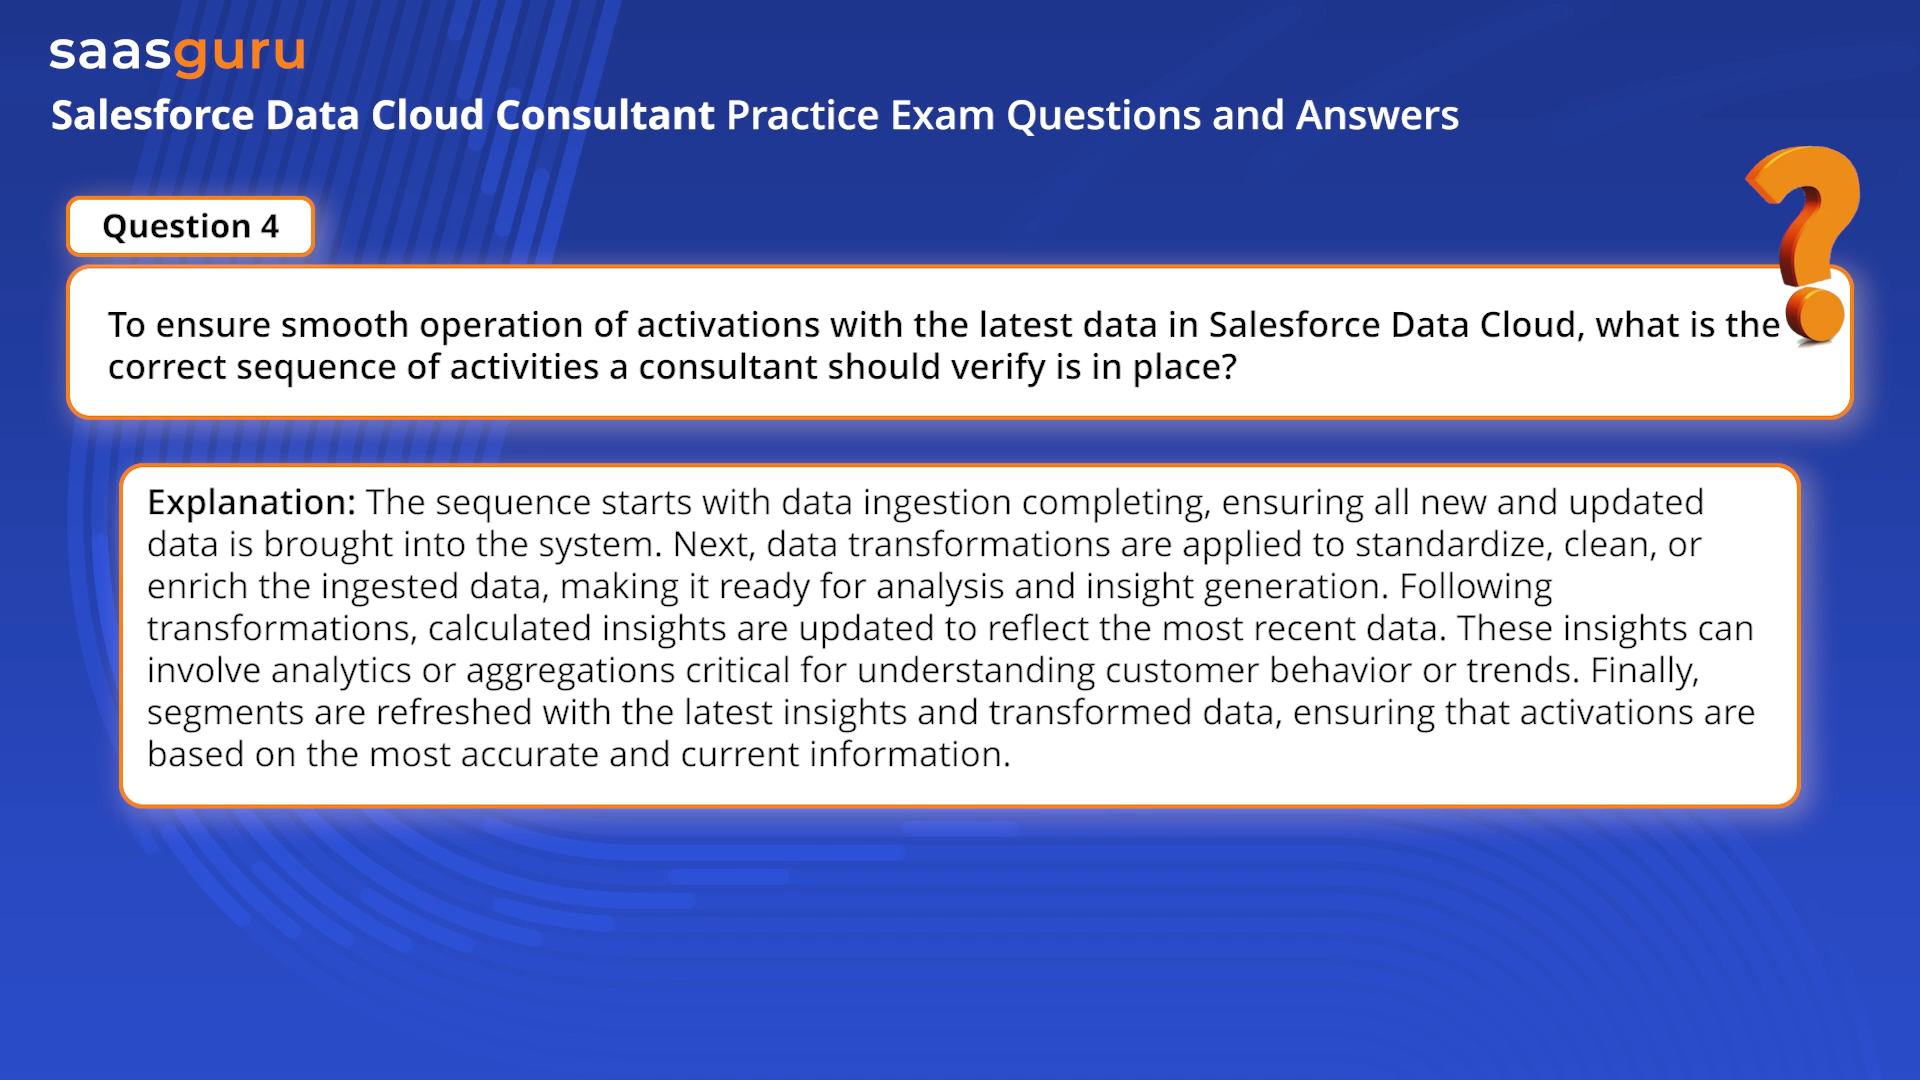 saasguru
Salesforce Data Cloud Consultant Practice Exam Questions and Answers
Question 4
To ensure smooth operation of activations with the latest data in Salesforce Data Cloud, what is the
correct sequence of activities a consultant should verify is in place?
Explanation: The sequence starts with data ingestion completing, ensuring all new and updated
data is brought into the system. Next, data transformations are applied to standardize, clean, or
enrich the ingested data, making it ready for analysis and insight generation. Following
transformations, calculated insights are updated to reflect the most recent data. These insights can
involve analytics or aggregations critical for understanding customer behavior or trends. Finally,
segments are refreshed with the latest insights and transformed data, ensuring that activations are
based on the most accurate and current information.